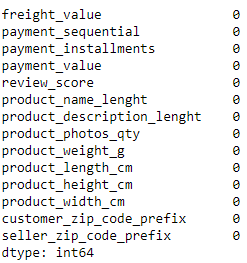 freight_value 0
payment_sequential 0
payment_installments 0
payment_value 0
review_score 0
product_name_lenght 0
product_description_lenght 0
product_photos_qty 0
product_weight_g 0
product_length_cm 0
product_height_cm 0
product_width_cm 0
customer_zip_code_prefix 0
seller_zip_code_prefix 0
dtype: int64